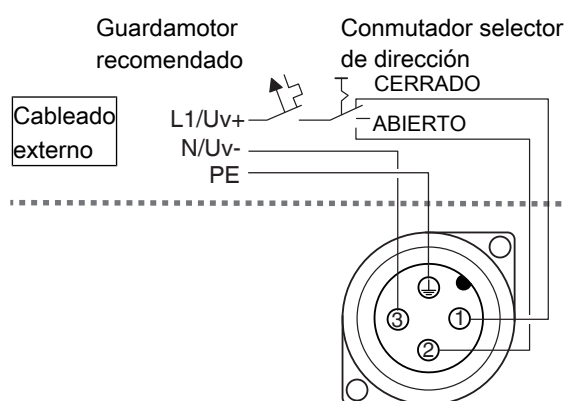 Guardamotor
recomendado
Conmutador selector
de dirección
CERRADO
Cableado
externo
L1/Uv+
ABIERTO
N/Uv-
PE
3
1
2